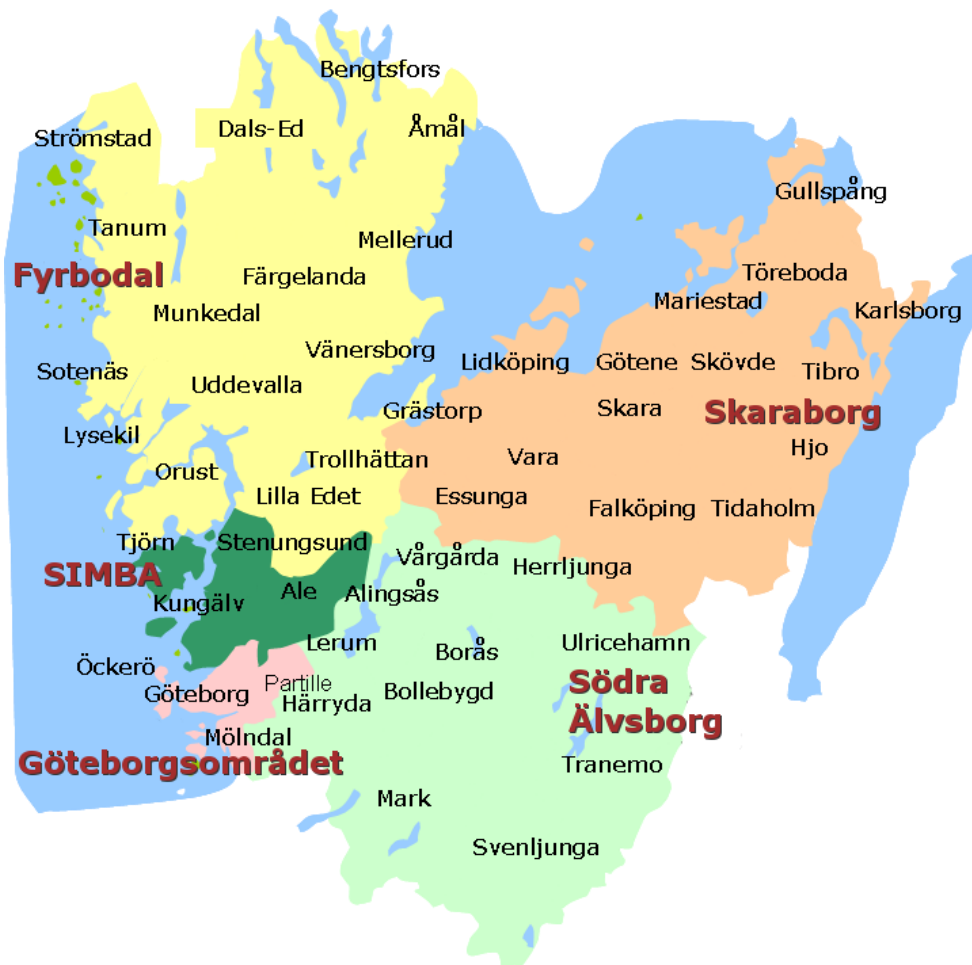 Bengtsfors
Dals-Ed
Åmål
Strömstad
Gullspång
Tanum
Mellerud
Fyrbodal
Färgelanda
Töreboda
Mariestad
Karlsborg
Munkedal
Vänersborg
Lidköping
Götene
Skövde
Tibro
Sotenäs
Uddevalla
Grästorp
Skara
Skaraborg
Lysekil
Hjo
Trollhättan
Vara
Orust
Lilla Edet
Essunga
Falköping
Tidaholm
Tjörn
Stenungsund
Vårgårda
Herrljunga
SIMBA
Kungälv
Ale
Alingsås
Lerum
Borås
Ulricehamn
Öckerö
Göteborg
Partille
Härryda
Bollebygd
Södra
Älvsborg
Mölndal
Göteborgsområdet
Tranemo
Mark
Svenljunga